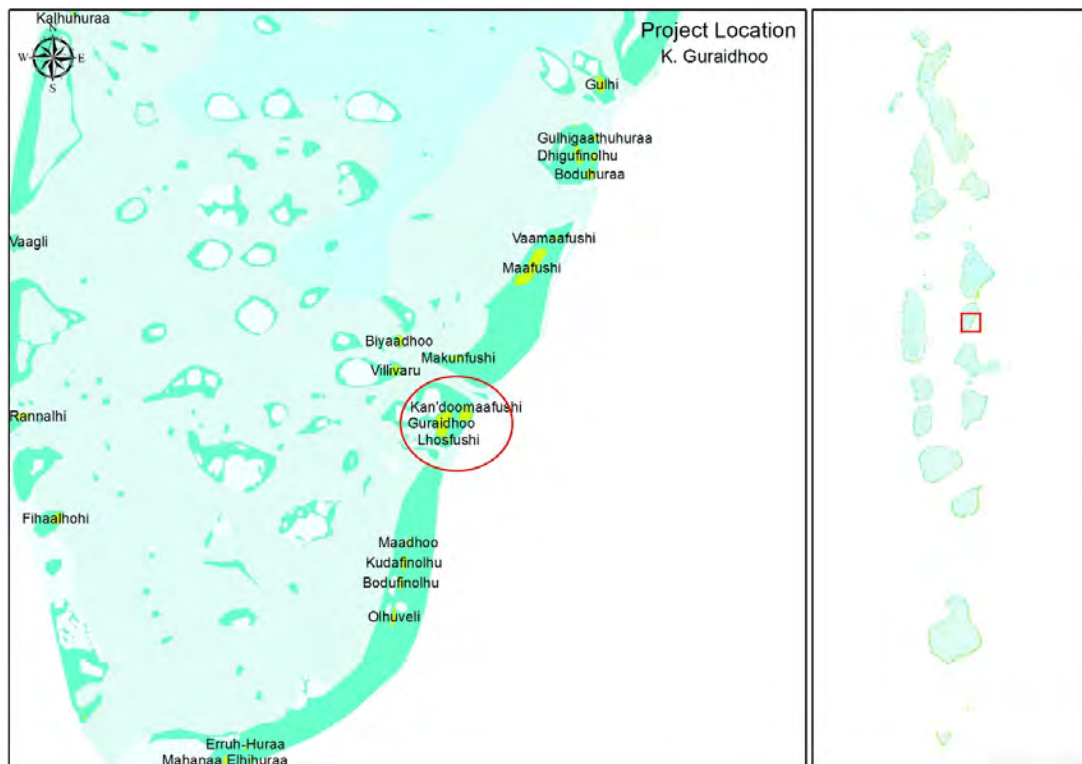 Kalhuhuraa
N
W E
S
Project Location
K. Guraidhoo
Gulhi
Gulhigaathuhuraa
Dhigufinolhu
Boduhuraa
Vaagli
Vaamaafushi
Maafushi
Biyaadhoo
Makunfushi
Villivaru
Kan'doomaafushi
Rannalhi
Guraidhoo
Lhosfushi
Fihaalhohi
Maadhoo
Kudafinolhu
Bodufinolhu
Olhuveli
Erruh-Huraa
Mahanaa Elhihuraa